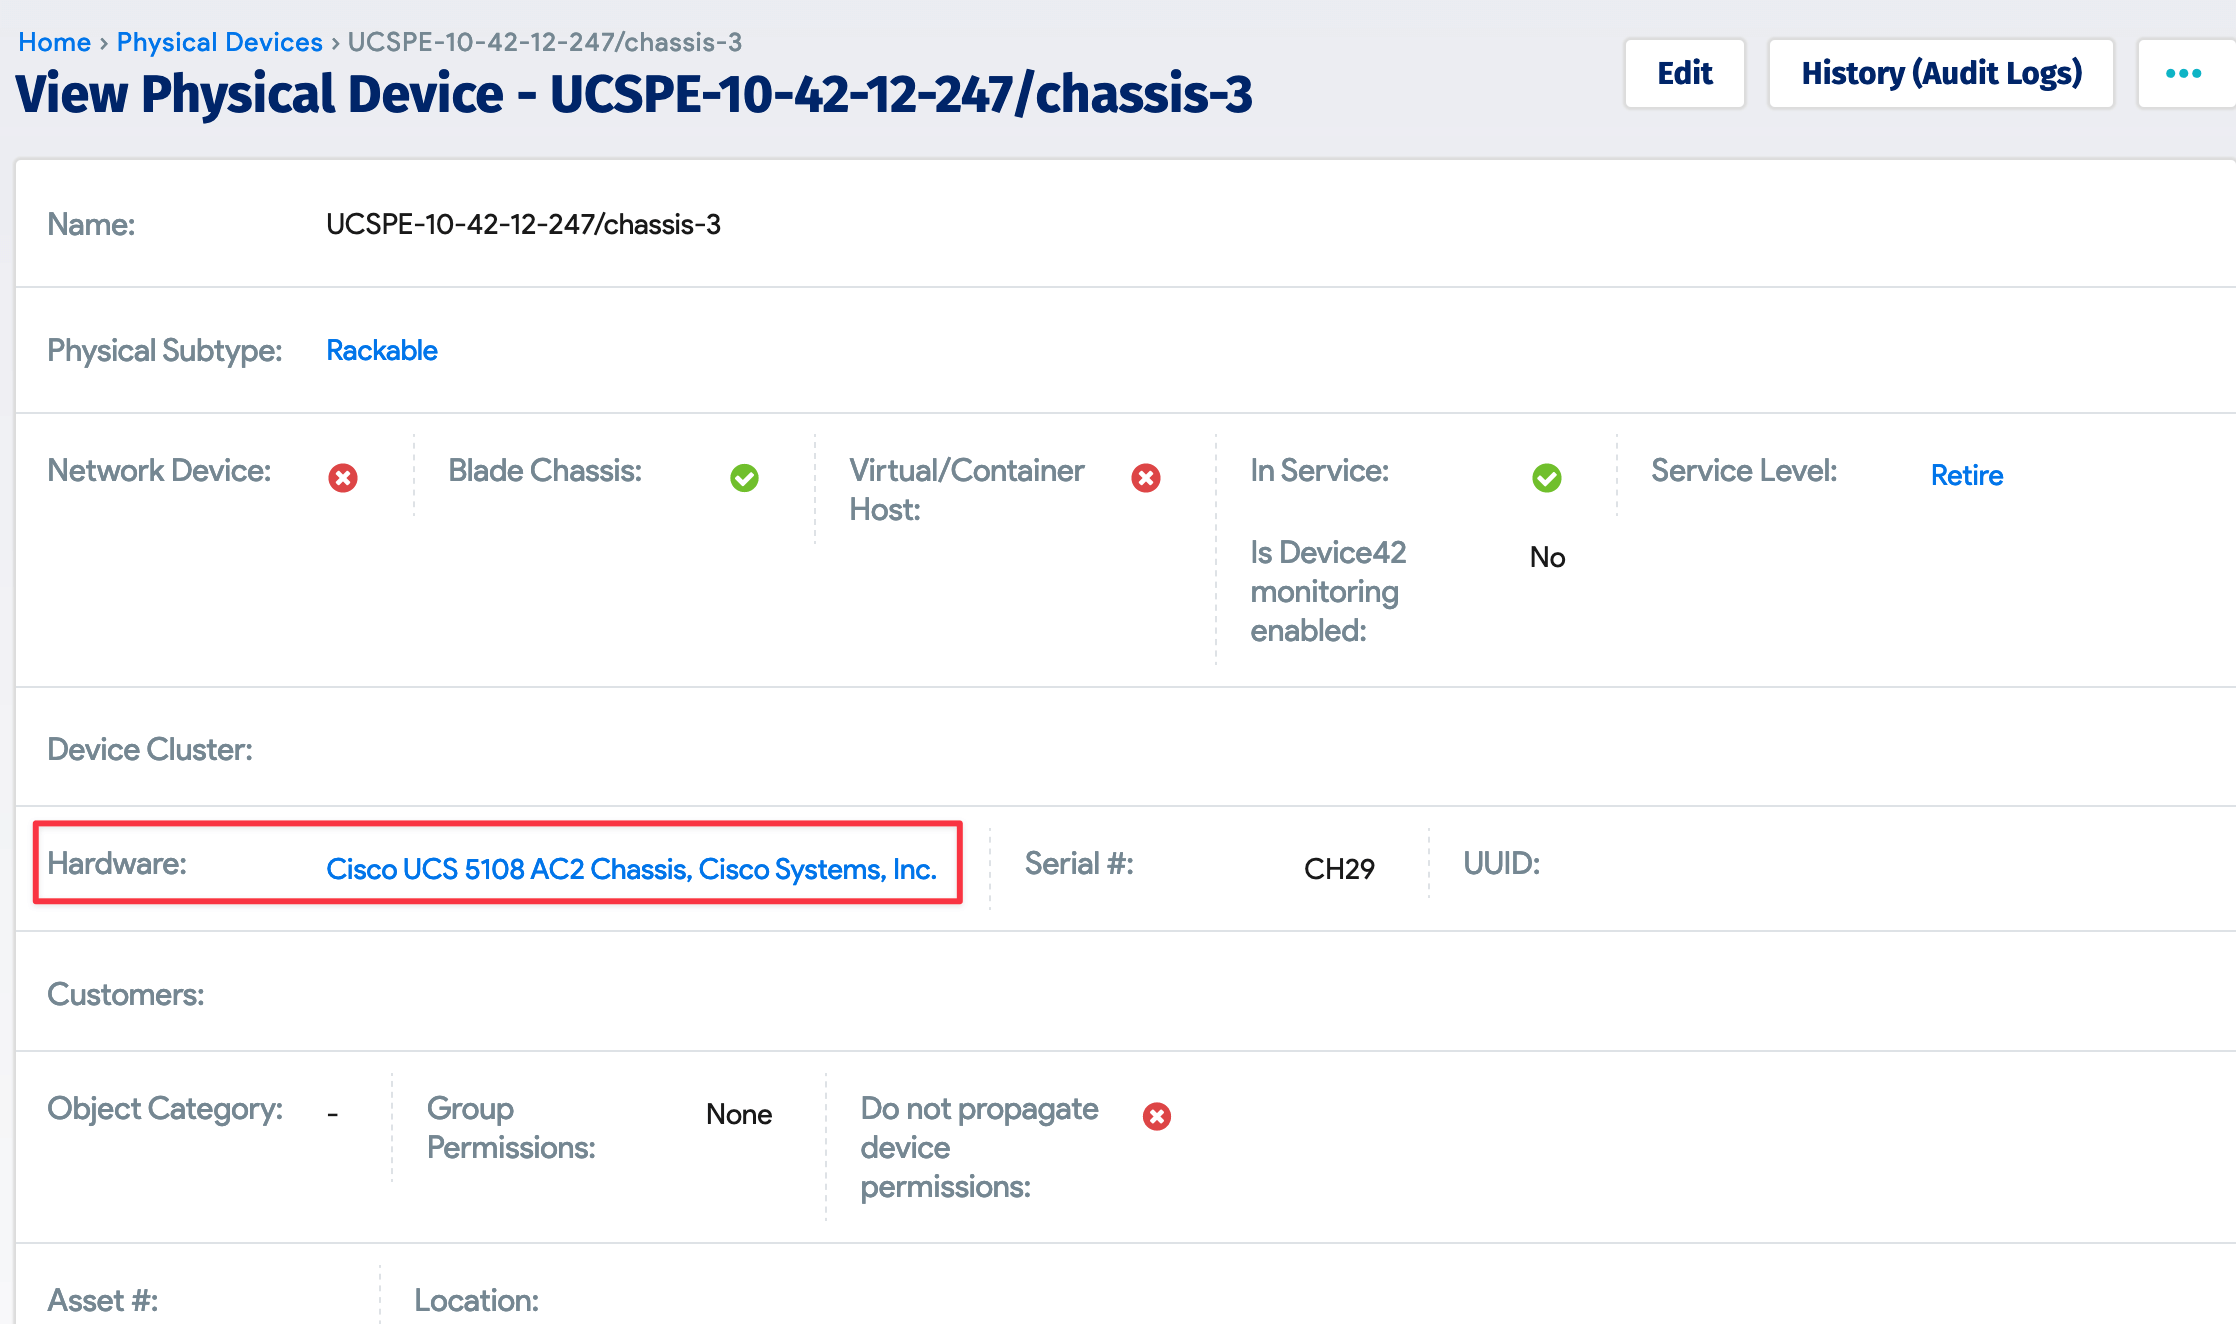 Home › Physical Devices › UCSPE-10-42-12-247/chassis-3
View Physical Device - UCSPE-10-42-12-247/chassis-3
Edit
History (Audit Logs)
•••
Name: UCSPE-10-42-12-247/chassis-3
Physical Subtype: Rackable
Network Device:
Blade Chassis:
Virtual/Container
Host:
In Service:
Is Device42
monitoring
enabled:
No
Service Level: Retire
Device Cluster:
Hardware: Cisco UCS 5108 AC2 Chassis, Cisco Systems, Inc.
Serial #: CH29
UUID:
Customers:
Object Category: -
Group
Permissions:
None
Do not propagate
device
permissions:
Asset #:
Location: